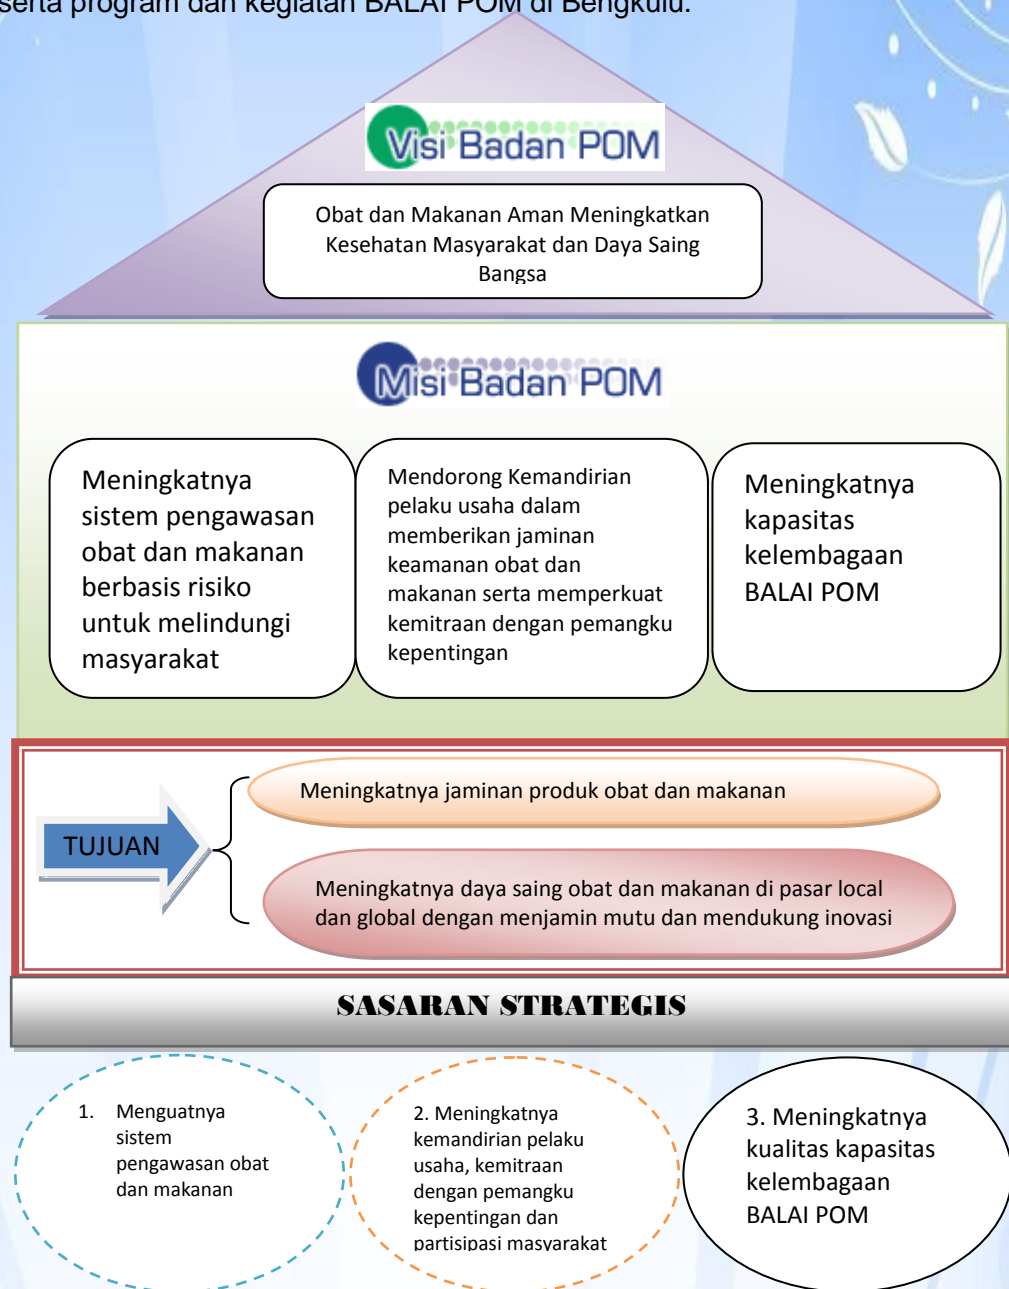 serta program dan kegiatan BALAI POM di Bengkulu.
Visi Badan POM
Obat dan Makanan Aman Meningkatkan
Kesehatan Masyarakat dan Daya Saing
Bangsa
Misi Badan POM
Meningkatnya
sistem pengawasan
obat dan makanan
berbasis risiko
untuk melindungi
masyarakat
Mendorong Kemandirian
pelaku usaha dalam
memberikan jaminan
keamanan obat dan
makanan serta memperkuat
kemitraan dengan pemangku
kepentingan
Meningkatnya
kapasitas
kelembagaan
BALAI POM
TUJUAN
Meningkatnya jaminan produk obat dan makanan
Meningkatnya daya saing obat dan makanan di pasar local
dan global dengan menjamin mutu dan mendukung inovasi
SASARAN STRATEGIS
1. Menguatnya
sistem
pengawasan obat
dan makanan
2. Meningkatnya
kemandirian pelaku
usaha, kemitraan
dengan pemangku
kepentingan dan
partisipasi masyarakat
3. Meningkatnya
kualitas kapasitas
kelembagaan
BALAI POM